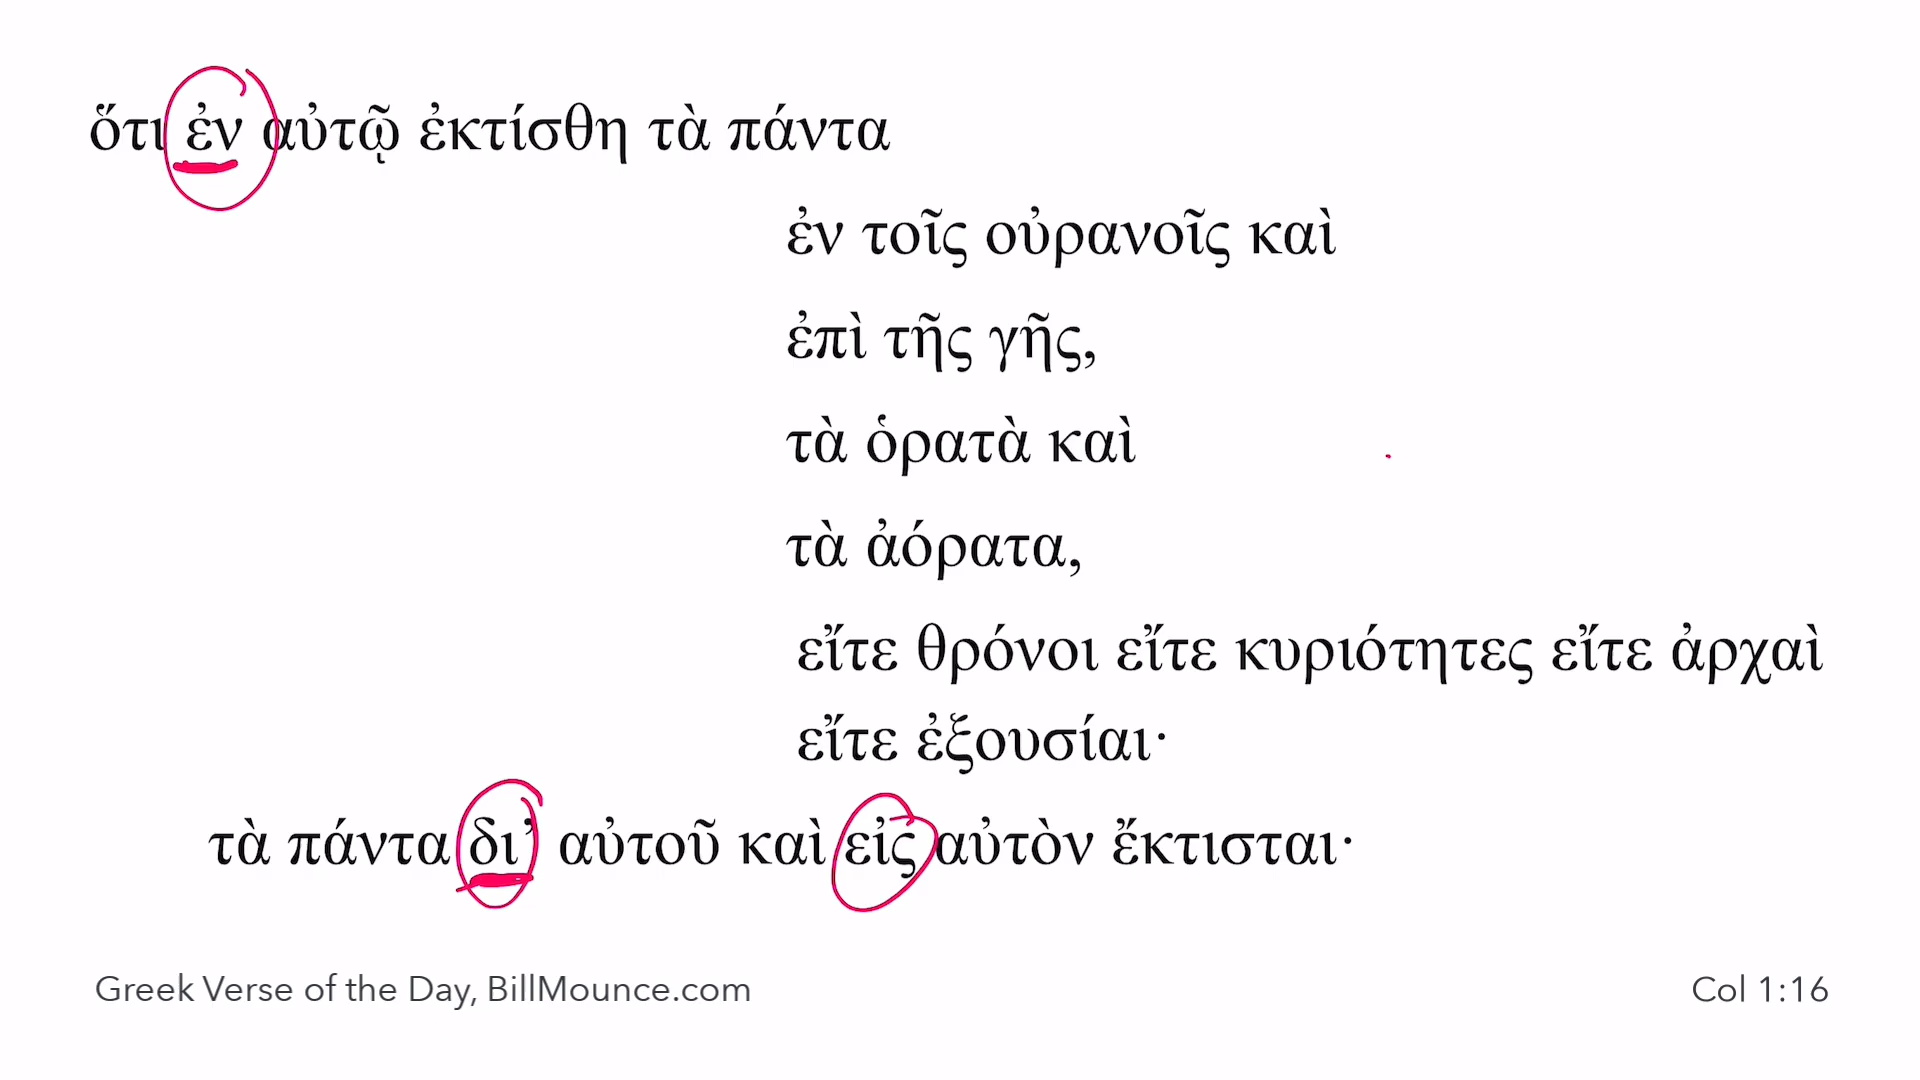 ὅτι ἐν αὐτῷ ἐκτίσθη τὰ πάντα
ἐν τοῖς οὐρανοῖς καὶ
ἐπὶ τῆς γῆς,
τὰ ὁρατὰ καὶ
τὰ ἀόρατα,
εἴτε θρόνοι εἴτε κυριότητες εἴτε ἀρχαὶ
εἴτε ἐξουσίαι·
τὰ πάντα δι’ αὐτοῦ καὶ εἰς αὐτὸν ἔκτισται·
Greek Verse of the Day, BillMounce.com
Col 1:16